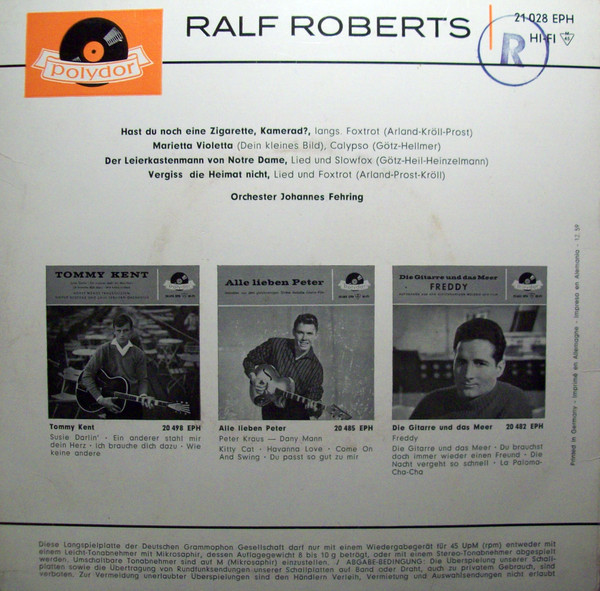 polydor
RALF ROBERTS
21 028 EPH
HI-FI
M
45
R
Hast du noch eine Zigarette, Kamerad?, langs. Foxtrot (Arland-Kröll-Prost)
Marietta Violetta (Dein kleines Bild), Calypso (Götz-Hellmer)
Der Leierkastenmann von Notre Dame, Lied und Slowfox (Götz-Heil-Heinzelmann)
Vergiss die Heimat nicht, Lied und Foxtrot (Arland-Prost-Kröll)
Orchester Johannes Fehring
TOMMY KENT
Alle lieben Peter
Die Gitarre und das Meer
FREDDY
Tommy Kent 20 498 EPH
Susie Darlin' · Ein anderer stahl mir
dein Herz · Ich brauche dich dazu · Wie
keine andere
Alle lieben Peter 20 485 EPH
Peter Kraus — Dany Mann
Kitty Cat · Havanna Love · Come On
And Swing · Du passt so gut zu mir
Die Gitarre und das Meer 20 482 EPH
Freddy
Die Gitarre und das Meer · Du brauchst
doch immer wieder einen Freund · Die
Nacht vergeht so schnell · La Paloma-
Cha-Cha
Printed in Germany - Imprimé en Allemagne - Impreso en Alemania - 12. 59
Diese Langspielplatte der Deutschen Grammophon Gesellschaft darf nur mit einem Wiedergabegerät für 45 UpM (rpm) entweder mit
einem Leicht-Tonabnehmer mit Mikrosaphir, dessen Auflagegewicht 8 bis 10 g beträgt, oder mit einem Stereo-Tonabnehmer abgespielt
werden. Umschaltbare Tonabnehmer sind auf M (Mikrosaphir) einzustellen. ./ ABGABE-BEDINGUNG: Die Überspielung unserer Schall-
platten sowie die Übertragung von Rundfunksendungen unserer Schallplatten auf Band oder Draht, auch zu privatem Gebrauch, sind
verboten. Zur Vermeidung unerlaubter Überspielungen sind den Händlern Verleih, Vermietung und Auswahlsendungen nicht erlaubt